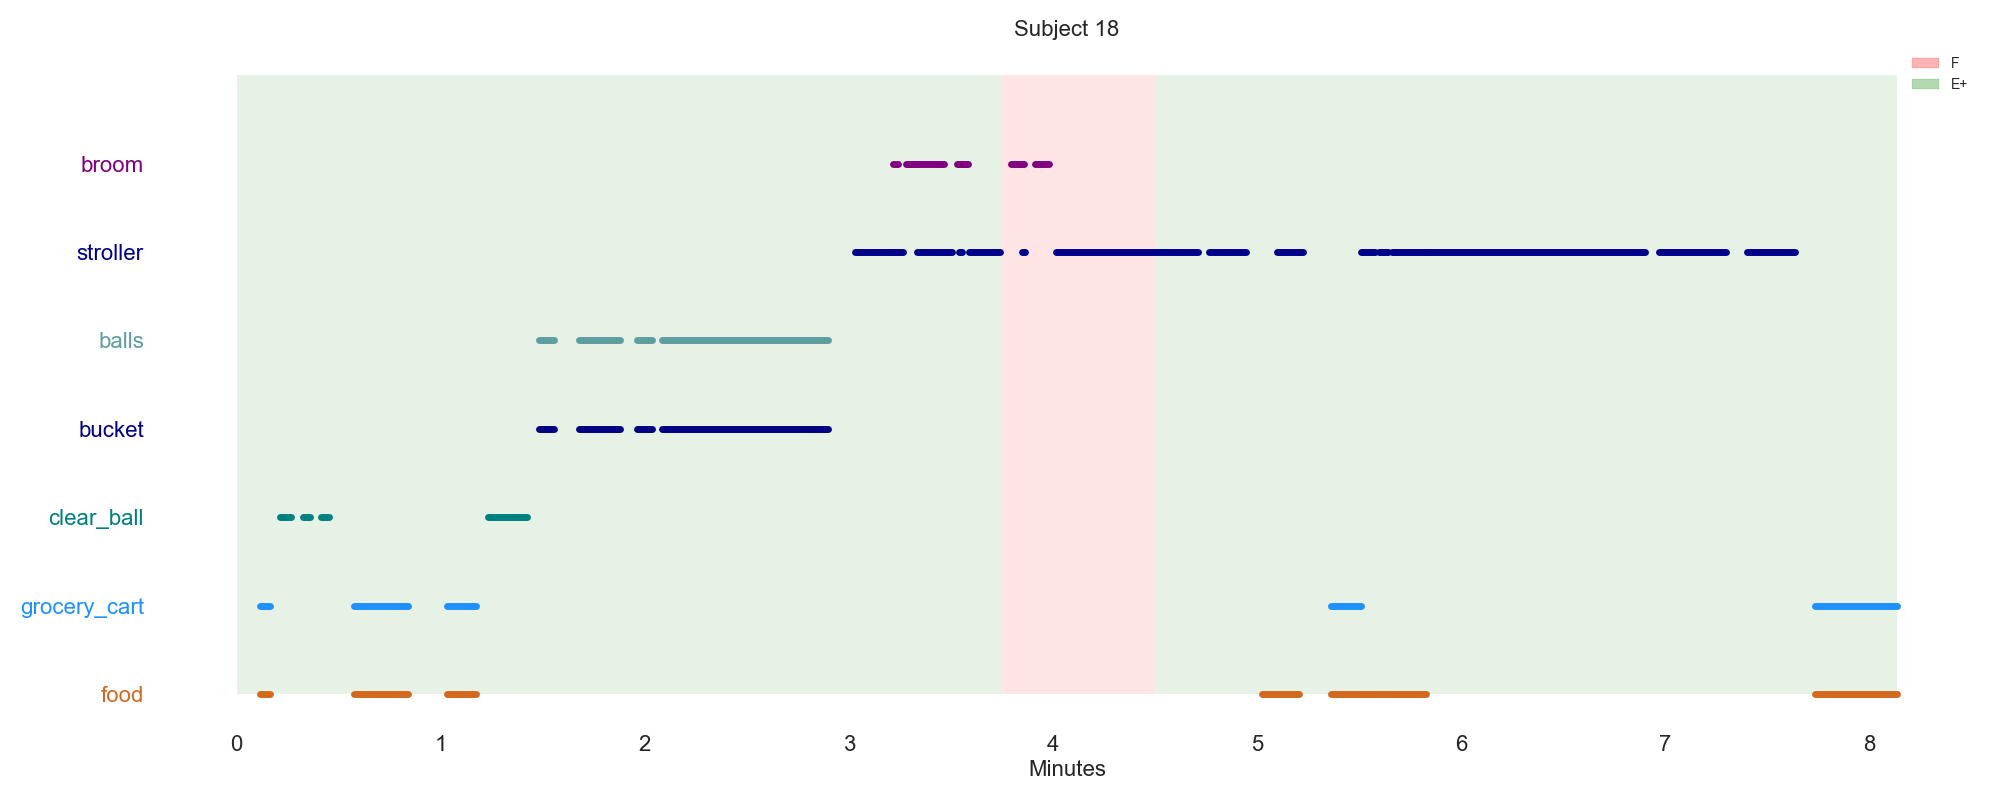 Subject 18
F
E+
broom
stroller
balls
bucket
clear_ball
grocery_cart
food
0 1 2 3 4 5 6 7 8
Minutes